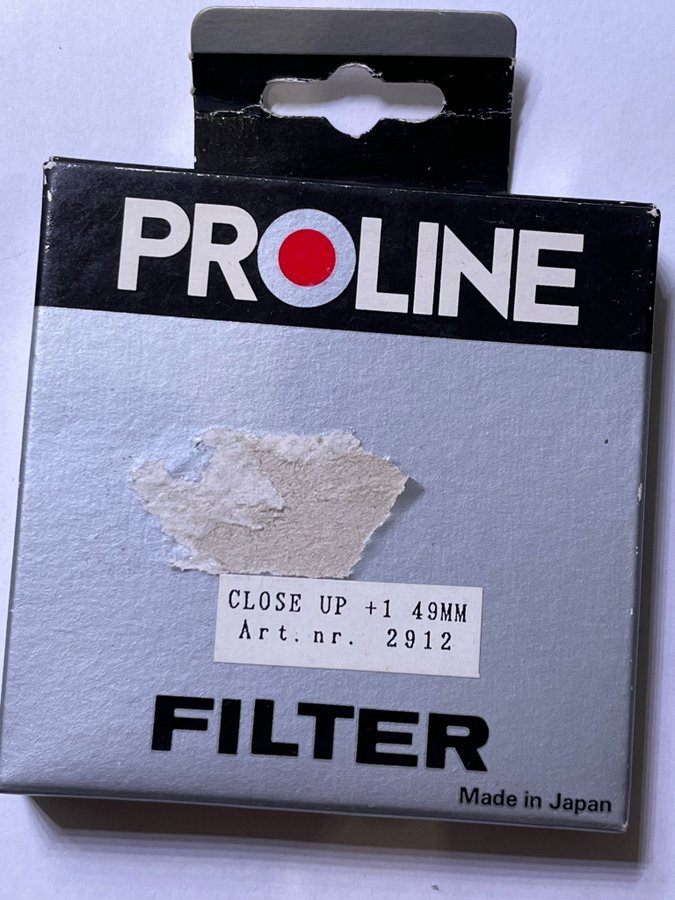 PROLINE
CLOSE UP +1 49MM
Art.nr. 2912
FILTER
Made in Japan